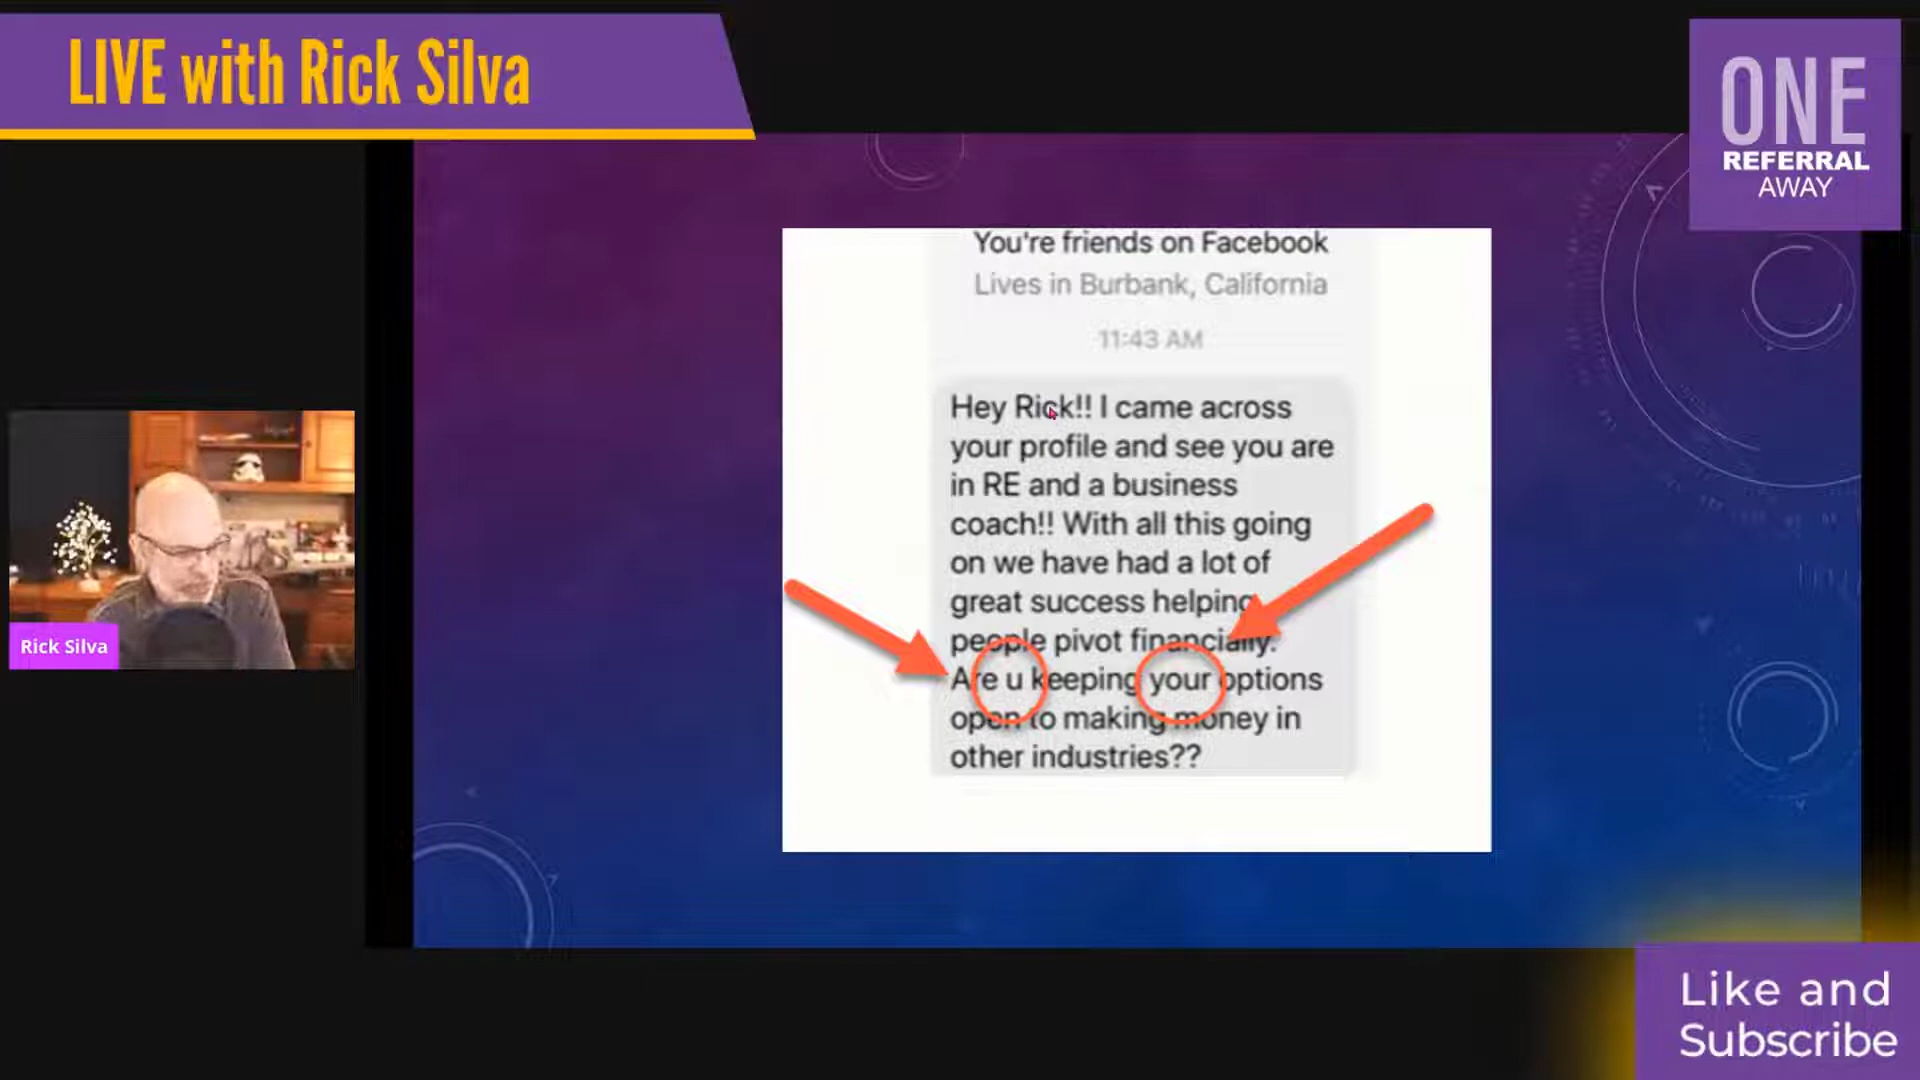 LIVE with Rick Silva
ONE
REFERRAL
AWAY
You're friends on Facebook
Lives in Burbank, California
11:43 AM
Hey Rick!! I came across
your profile and see you are
in RE and a business
coach!! With all this going
on we have had a lot of
great success helping
people pivot financially.
Are u keeping your options
open to making money in
other industries??
Rick Silva
Like and
Subscribe